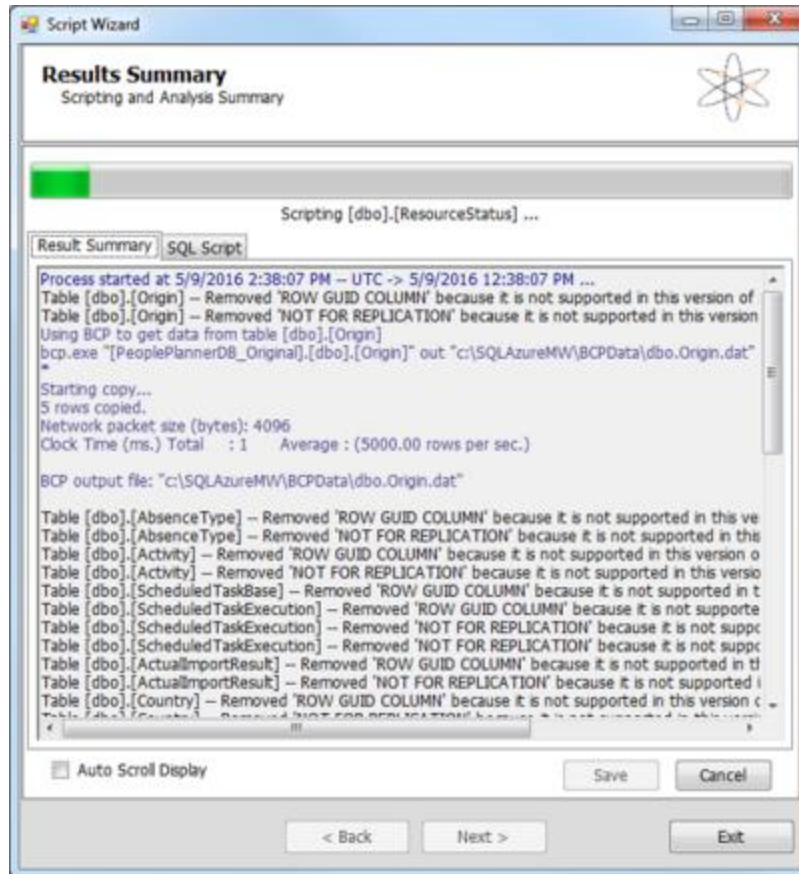 Script Wizard
Results Summary
Scripting and Analysis Summary
Scripting [dbo].[ResourceStatus] ...
Result Summary SQL Script
Process started at 5/9/2016 2:38:07 PM -- UTC -> 5/9/2016 12:38:07 PM ...
Table [dbo].[Origin] -- Removed 'ROW GUID COLUMN' because it is not supported in this version of
Table [dbo].[Origin] -- Removed 'NOT FOR REPLICATION' because it is not supported in this version
Using BCP to get data from table [dbo].[Origin]
bcp.exe "[PeoplePlannerDB_Original].[dbo].[Origin]" out "c:\SQLAzureMW\BCPData\dbo.Origin.dat"
*
Starting copy...
5 rows copied.
Network packet size (bytes): 4096
Clock Time (ms.) Total : 1 Average : (5000.00 rows per sec.)
BCP output file: "c:\SQLAzureMW\BCPData\dbo.Origin.dat"
Table [dbo].[AbsenceType] -- Removed 'ROW GUID COLUMN' because it is not supported in this ve
Table [dbo].[AbsenceType] -- Removed 'NOT FOR REPLICATION' because it is not supported in this
Table [dbo].[Activity] -- Removed 'ROW GUID COLUMN' because it is not supported in this version o
Table [dbo].[Activity] -- Removed 'NOT FOR REPLICATION' because it is not supported in this versio
Table [dbo].[ScheduledTaskBase] -- Removed 'ROW GUID COLUMN' because it is not supported in t
Table [dbo].[ScheduledTaskExecution] -- Removed 'ROW GUID COLUMN' because it is not supporte
Table [dbo].[ScheduledTaskExecution] -- Removed 'NOT FOR REPLICATION' because it is not suppo
Table [dbo].[ScheduledTaskExecution] -- Removed 'NOT FOR REPLICATION' because it is not suppo
Table [dbo].[ActualImportResult] -- Removed 'ROW GUID COLUMN' because it is not supported in th
Table [dbo].[ActualImportResult] -- Removed 'NOT FOR REPLICATION' because it is not supported i
Table [dbo].[Country] -- Removed 'ROW GUID COLUMN' because it is not supported in this version o
Auto Scroll Display
Save Cancel
< Back Next > Exit